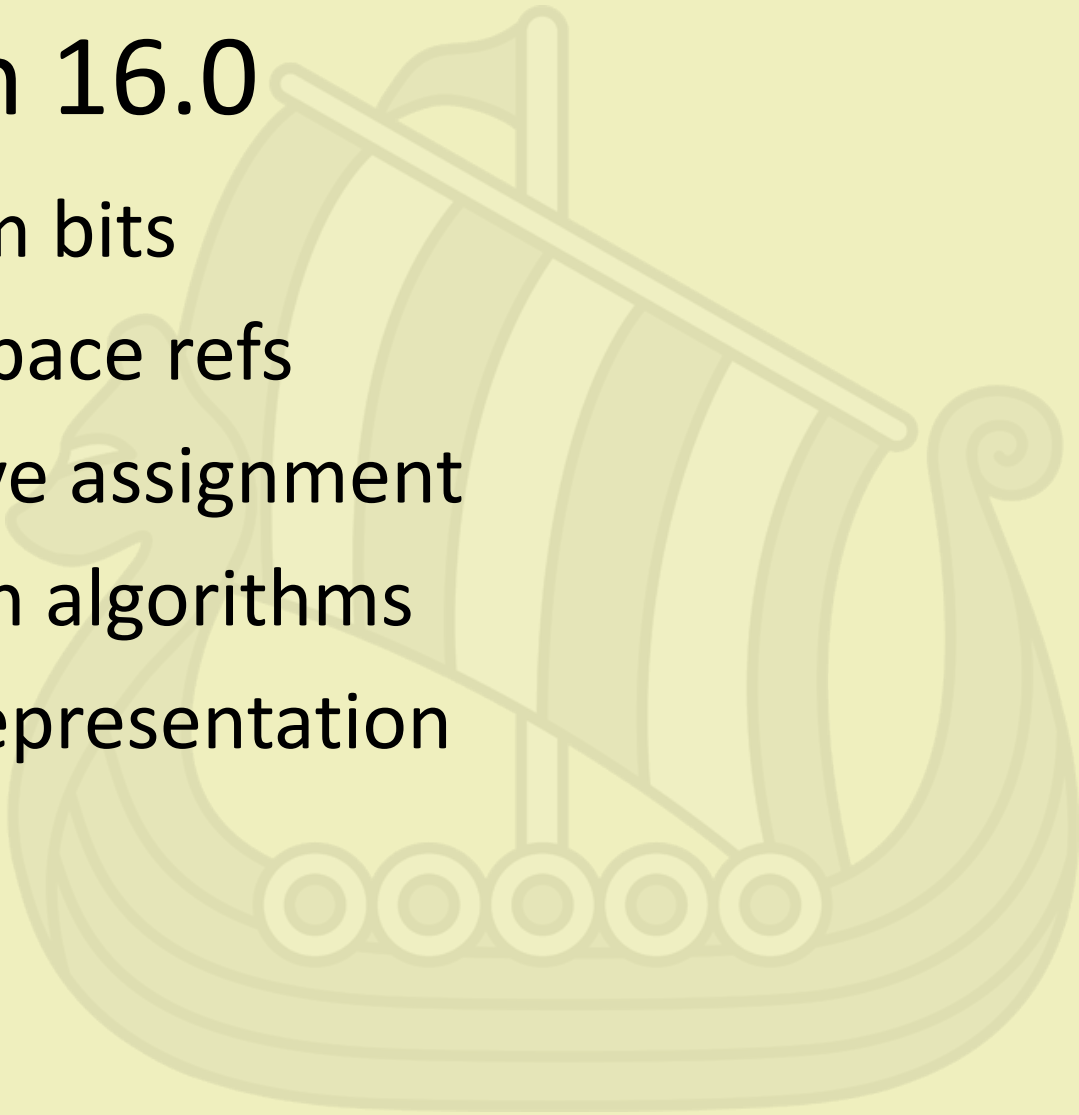 n 16.0
n bits
pace refs
ve assignment
n algorithms
epresentation